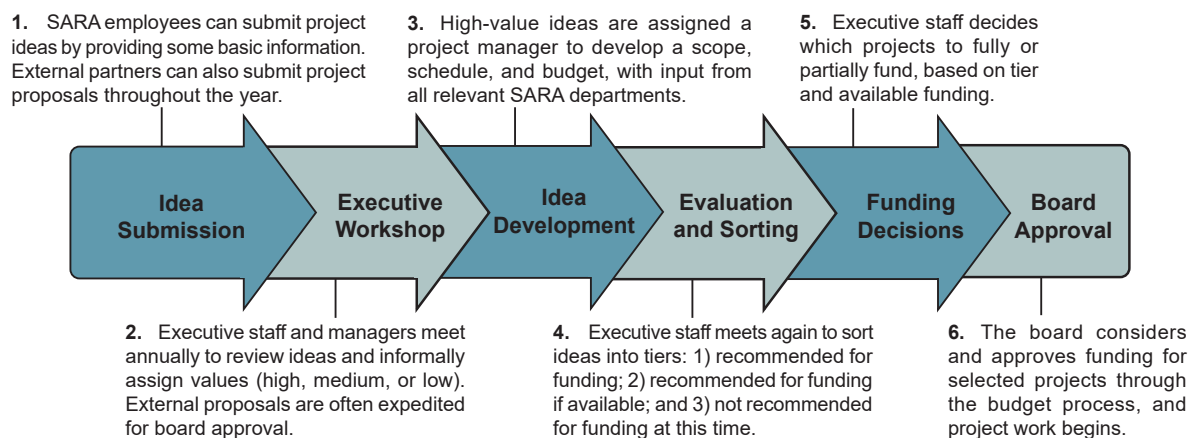 1. SARA employees can submit project
ideas by providing some basic information.
External partners can also submit project
proposals throughout the year.
3. High-value ideas are assigned a
project manager to develop a scope,
schedule, and budget, with input from
all relevant SARA departments.
5. Executive staff decides
which projects to fully or
partially fund, based on tier
and available funding.
Idea
Submission
Executive
Workshop
Idea
Development
Evaluation
and Sorting
Funding
Decisions
Board
Approval
2. Executive staff and managers meet
annually to review ideas and informally
assign values (high, medium, or low).
External proposals are often expedited
for board approval.
4. Executive staff meets again to sort
ideas into tiers: 1) recommended for
funding; 2) recommended for funding
if available; and 3) not recommended
for funding at this time.
6. The board considers
and approves funding for
selected projects through
the budget process, and
project work begins.